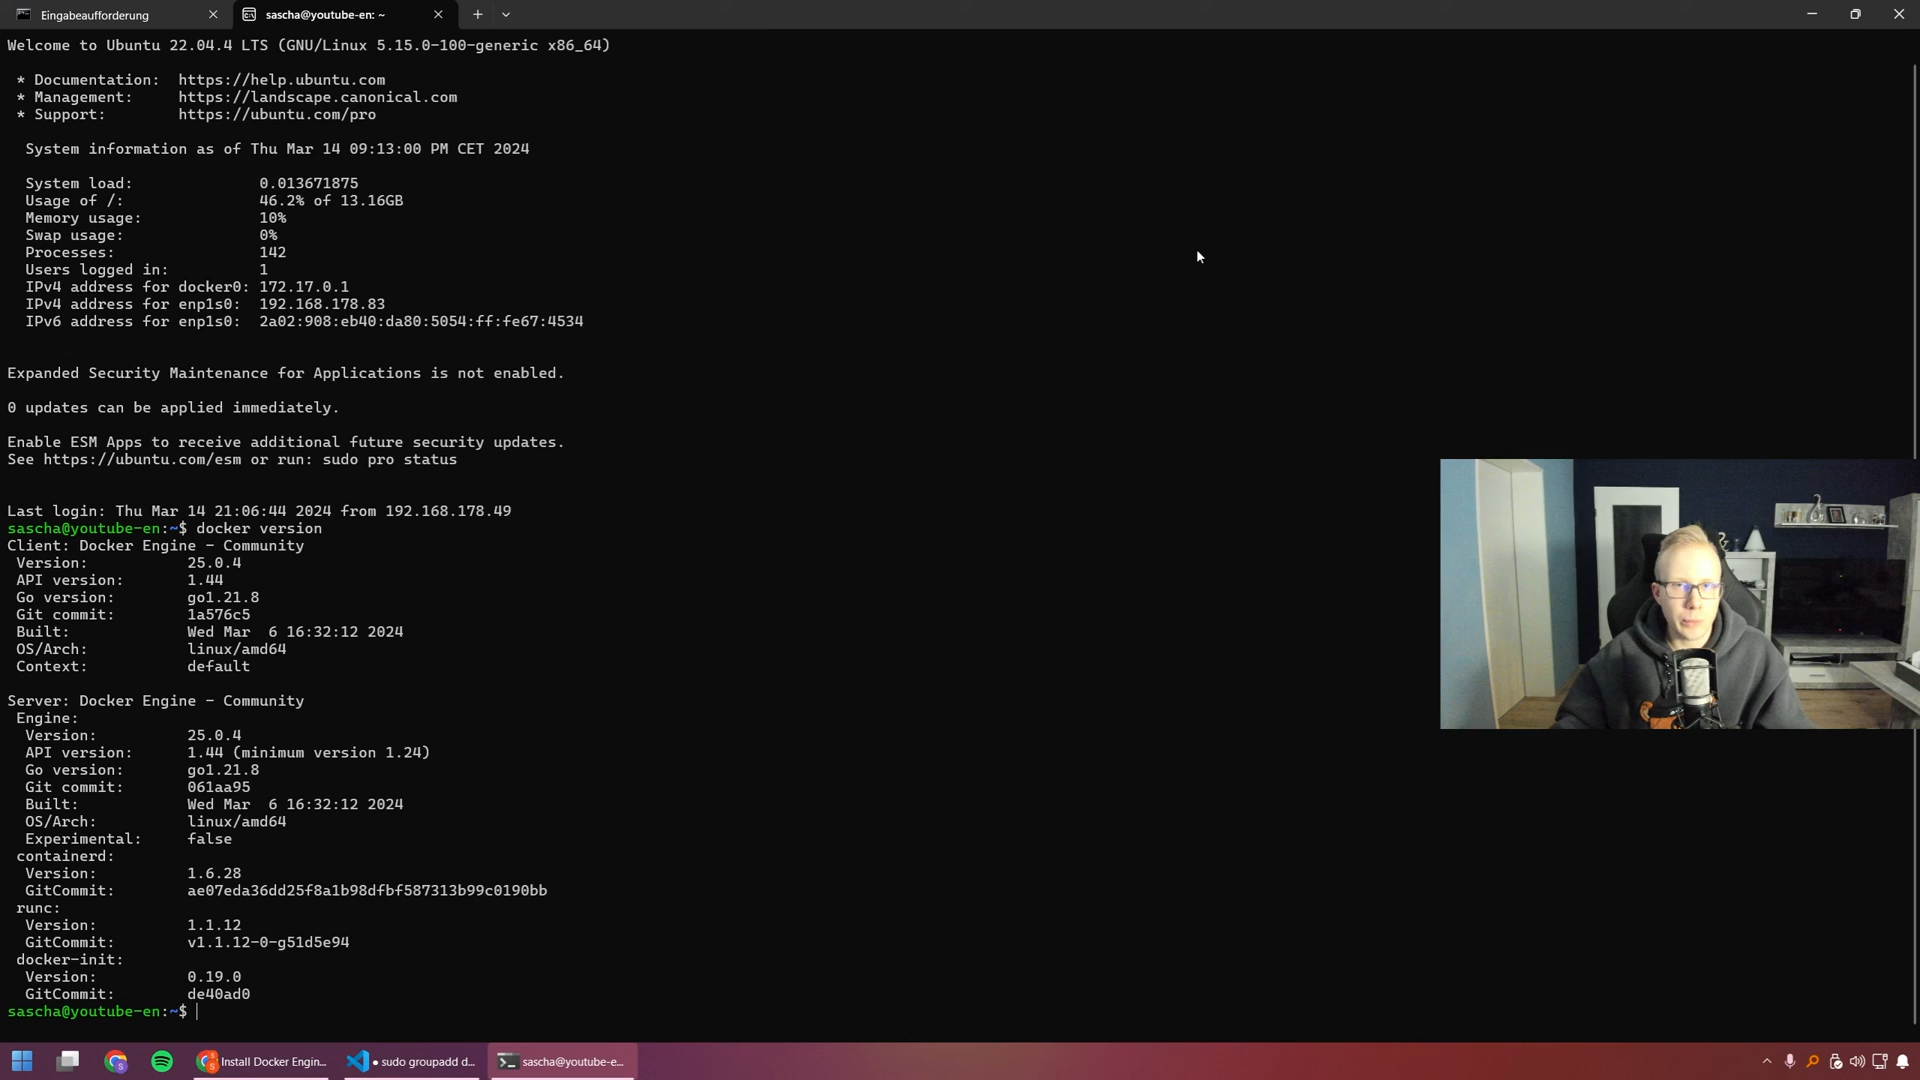 Eingabeaufforderung
sascha@youtube-en: ~
Welcome to Ubuntu 22.04.4 LTS (GNU/Linux 5.15.0-100-generic x86_64)
* Documentation: https://help.ubuntu.com
* Management: https://landscape.canonical.com
* Support: https://ubuntu.com/pro
System information as of Thu Mar 14 09:13:00 PM CET 2024
System load: 0.013671875
Usage of /: 46.2% of 13.16GB
Memory usage: 10%
Swap usage: 0%
Processes: 142
Users logged in: 1
IPv4 address for docker0: 172.17.0.1
IPv4 address for enp1s0: 192.168.178.83
IPv6 address for enp1s0: 2a02:908:eb40:da80:5054:ff:fe67:4534
Expanded Security Maintenance for Applications is not enabled.
0 updates can be applied immediately.
Enable ESM Apps to receive additional future security updates.
See https://ubuntu.com/esm or run: sudo pro status
Last login: Thu Mar 14 21:06:44 2024 from 192.168.178.49
sascha@youtube-en:~$ docker version
Client: Docker Engine - Community
Version: 25.0.4
API version: 1.44
Go version: go1.21.8
Git commit: 1a576c5
Built: Wed Mar 6 16:32:12 2024
OS/Arch: linux/amd64
Context: default
Server: Docker Engine - Community
Engine:
Version: 25.0.4
API version: 1.44 (minimum version 1.24)
Go version: go1.21.8
Git commit: 061aa95
Built: Wed Mar 6 16:32:12 2024
OS/Arch: linux/amd64
Experimental: false
containerd:
Version: 1.6.28
GitCommit: ae07eda36dd25f8a1b98dfbf587313b99c0190bb
runc:
Version: 1.1.12
GitCommit: v1.1.12-0-g51d5e94
docker-init:
Version: 0.19.0
GitCommit: de40ad0
sascha@youtube-en:~$
Install Docker Engin...
● sudo groupadd d...
sascha@youtube-e...